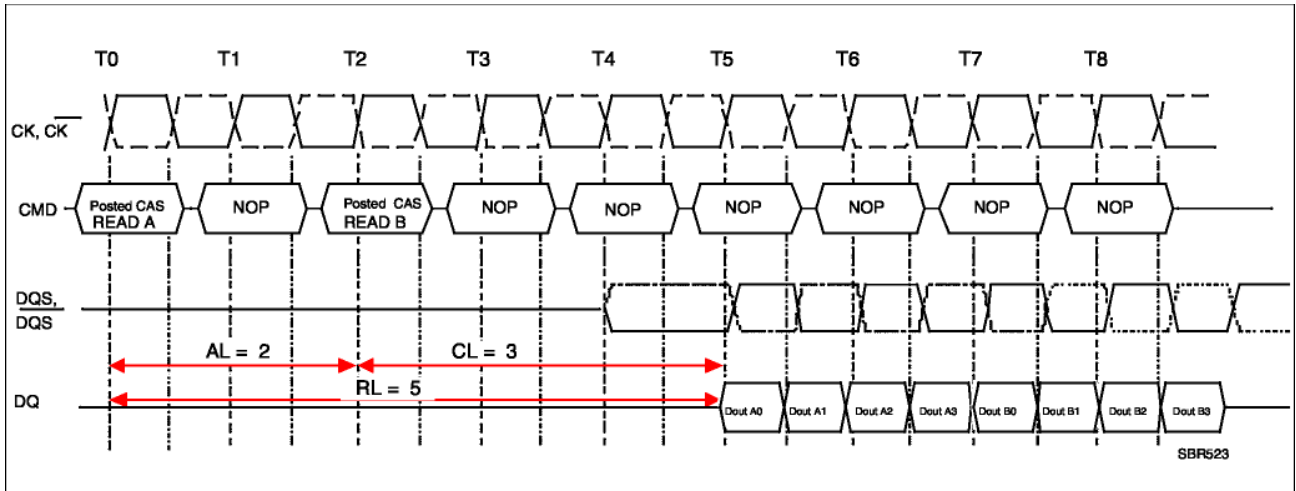 T0 T1 T2 T3 T4 T5 T6 T7 T8
CK, CK
CMD
Posted CAS
READ A
NOP
Posted CAS
READ B
NOP
NOP
NOP
NOP
NOP
NOP
DQS,
DQS
AL = 2
CL = 3
RL = 5
DQ
Dout A0 Dout A1 Dout A2 Dout A3 Dout B0 Dout B1 Dout B2 Dout B3
SBR523